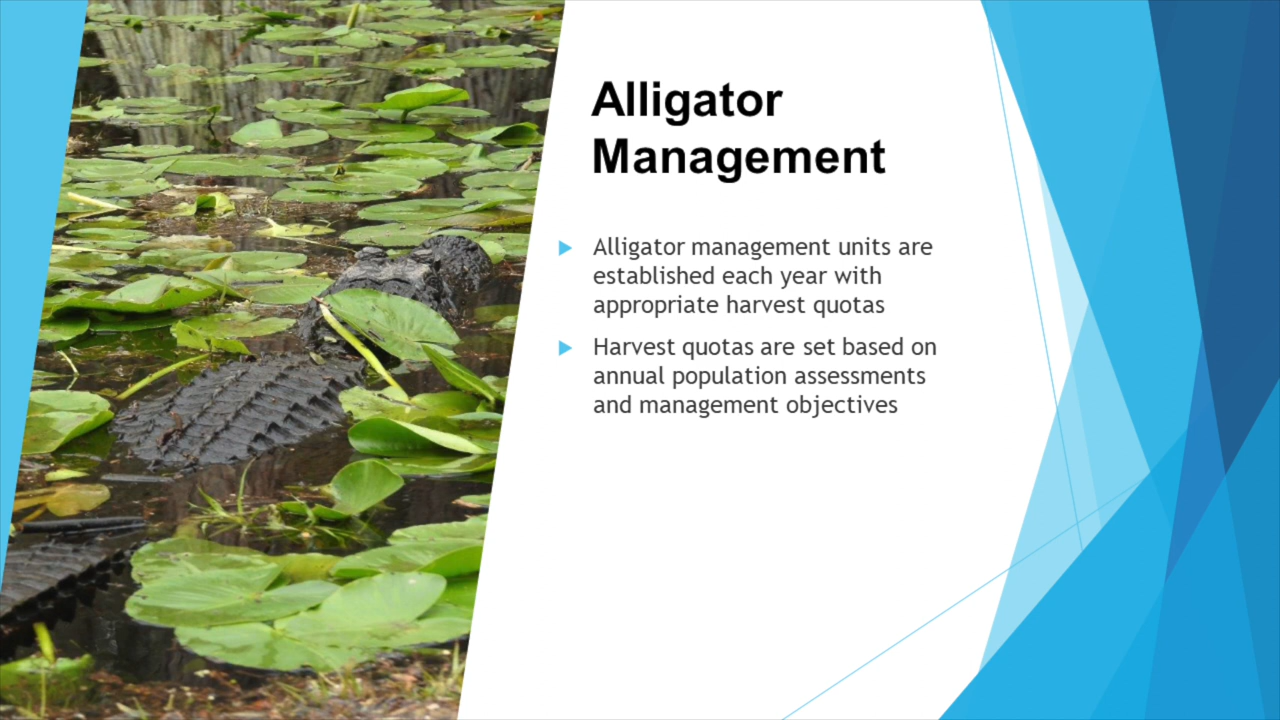 Alligator
Management
Alligator management units are
established each year with
appropriate harvest quotas
Harvest quotas are set based on
annual population assessments
and management objectives